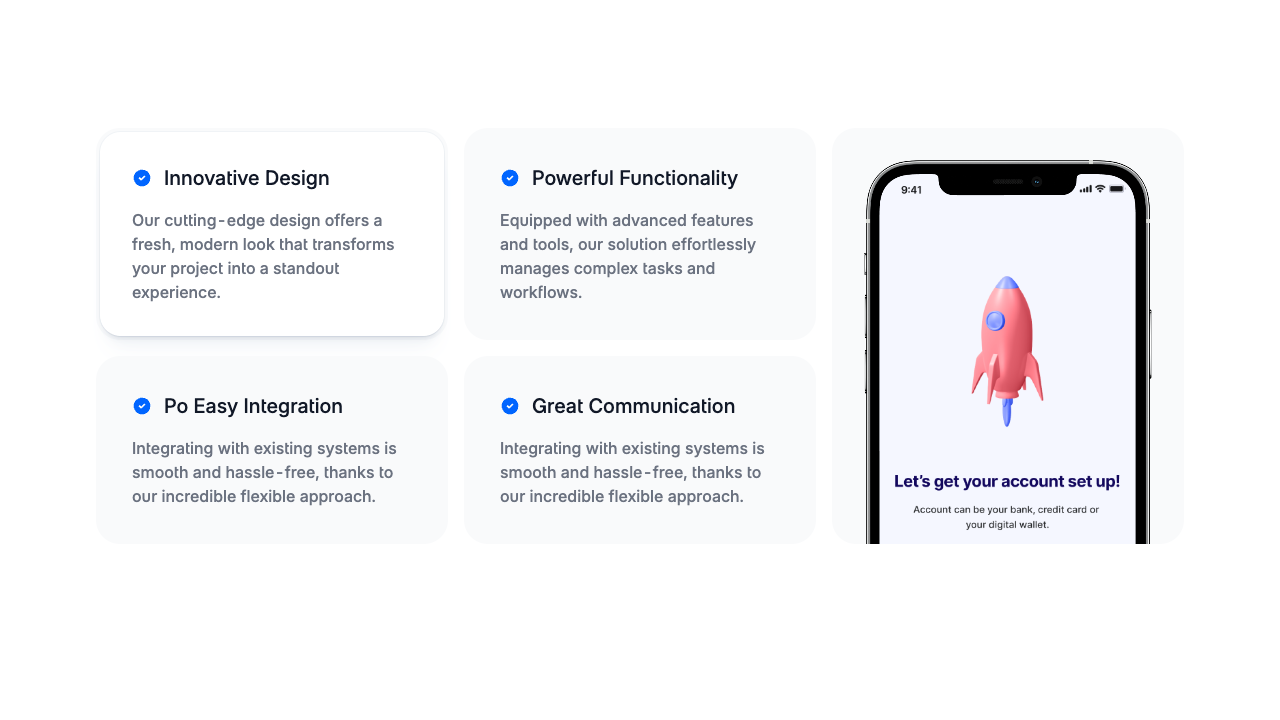 Innovative Design
Our cutting-edge design offers a
fresh, modern look that transforms
your project into a standout
experience.
Powerful Functionality
Equipped with advanced features
and tools, our solution effortlessly
manages complex tasks and
workflows.
Po Easy Integration
Integrating with existing systems is
smooth and hassle-free, thanks to
our incredible flexible approach.
Great Communication
Integrating with existing systems is
smooth and hassle-free, thanks to
our incredible flexible approach.
9:41
Let's get your account set up!
Account can be your bank, credit card or
your digital wallet.